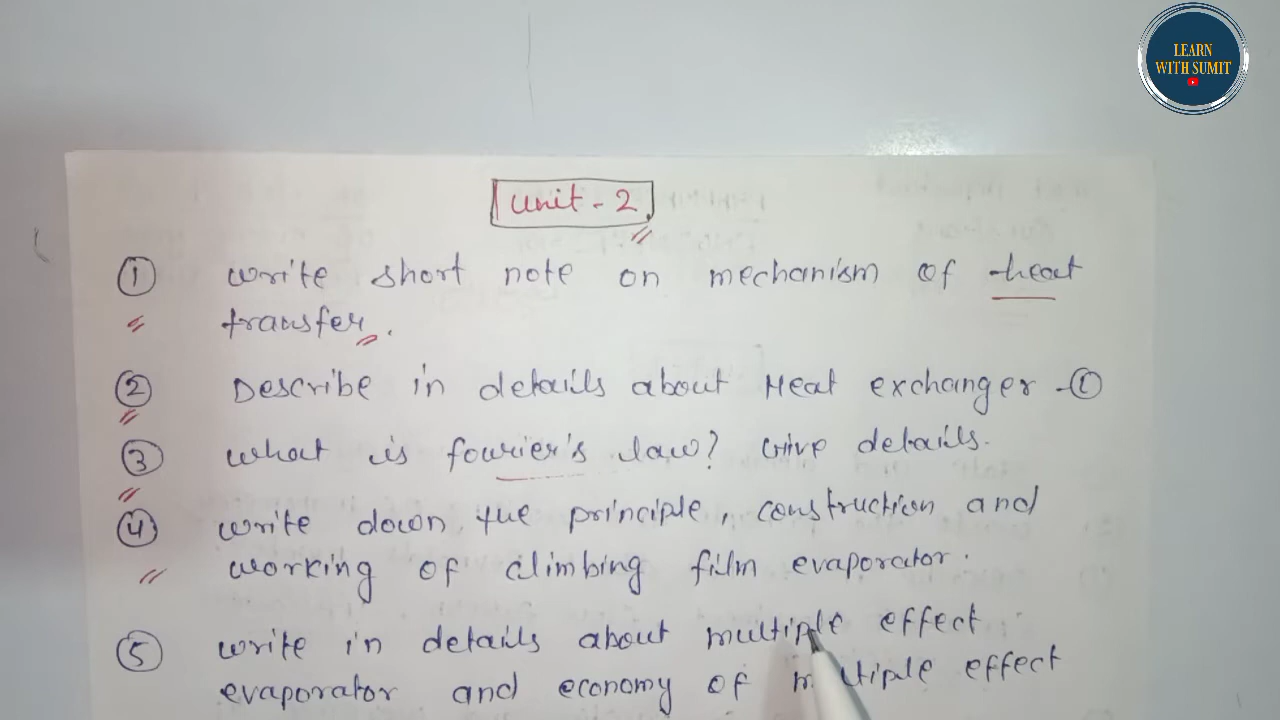 LEARN
WITH SUMIT
Unit - 2
① Write short note on mechanism of heat
transfer.
② Describe in details about Heat exchanger - ①
③ What is fourier's law? Give details.
④ Write down the principle, construction and
working of climbing film evaporator.
⑤ Write in details about multiple effect
evaporator and economy of multiple effect